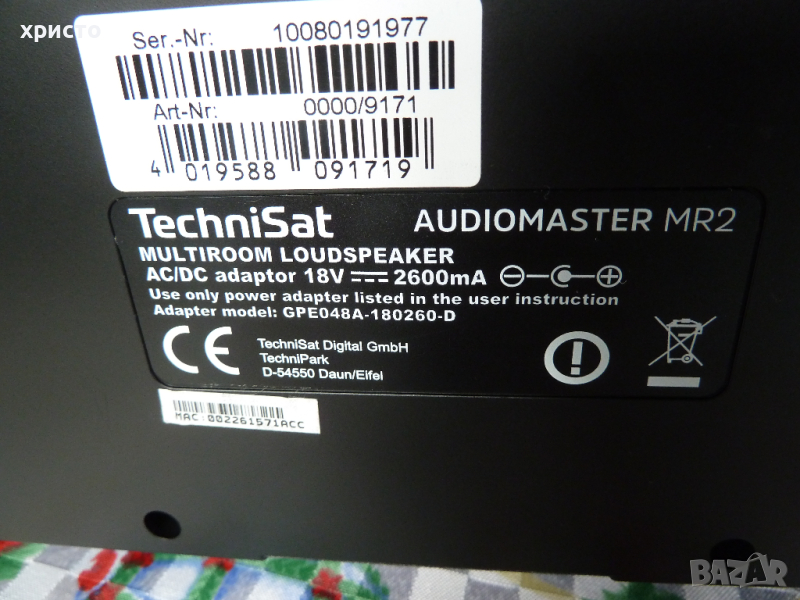 христо
Ser.-Nr: 10080191977
Art-Nr: 0000/9171
4 019588 091719
TechniSat AUDIOMASTER MR2
MULTIROOM LOUDSPEAKER
AC/DC adaptor 18V 2600mA
Use only power adapter listed in the user instruction
Adapter model: GPE048A-180260-D
CE
TechniSat Digital GmbH
TechniPark
D-54550 Daun/Eifel
MAC:002261571ACC
BAZAR